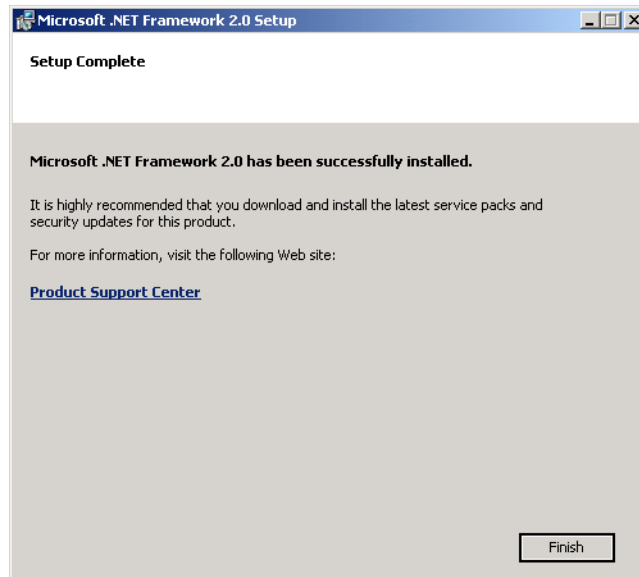 Microsoft .NET Framework 2.0 Setup
Setup Complete
Microsoft .NET Framework 2.0 has been successfully installed.
It is highly recommended that you download and install the latest service packs and
security updates for this product.
For more information, visit the following Web site:
Product Support Center
Finish